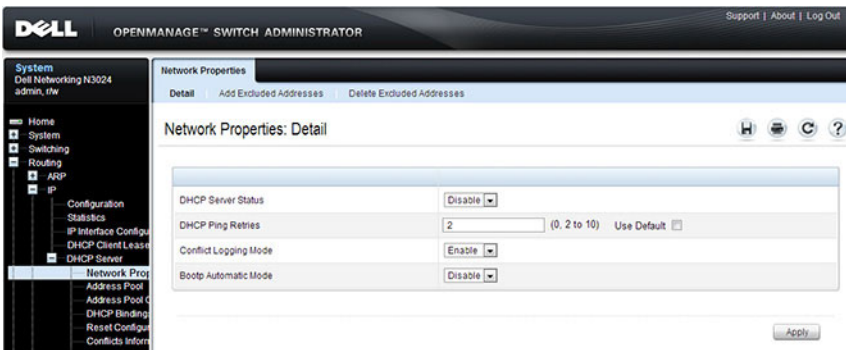 Support | About | Log Out
DELL OPENMANAGE™ SWITCH ADMINISTRATOR
System
Dell Networking N3024
admin, r/w
Home
System
Switching
Routing
ARP
IP
Configuration
Statistics
IP Interface Configu
DHCP Client Lease
DHCP Server
Network Prop
Address Pool
Address Pool C
DHCP Binding
Reset Configur
Conflicts Inform
Network Properties
Detail Add Excluded Addresses Delete Excluded Addresses
Network Properties: Detail
DHCP Server Status Disable
DHCP Ping Retries 2 (0, 2 to 10) Use Default
Conflict Logging Mode Enable
Bootp Automatic Mode Disable
Apply